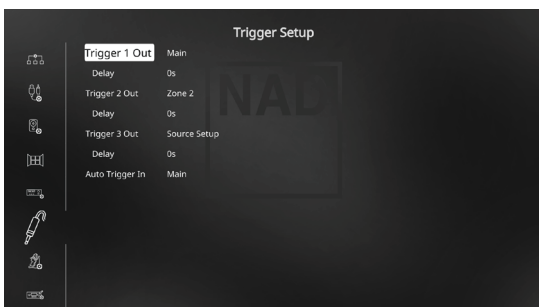 Trigger Setup
Trigger 1 Out Main
Delay 0s
Trigger 2 Out Zone 2
Delay 0s
Trigger 3 Out Source Setup
Delay 0s
Auto Trigger In Main
NAD